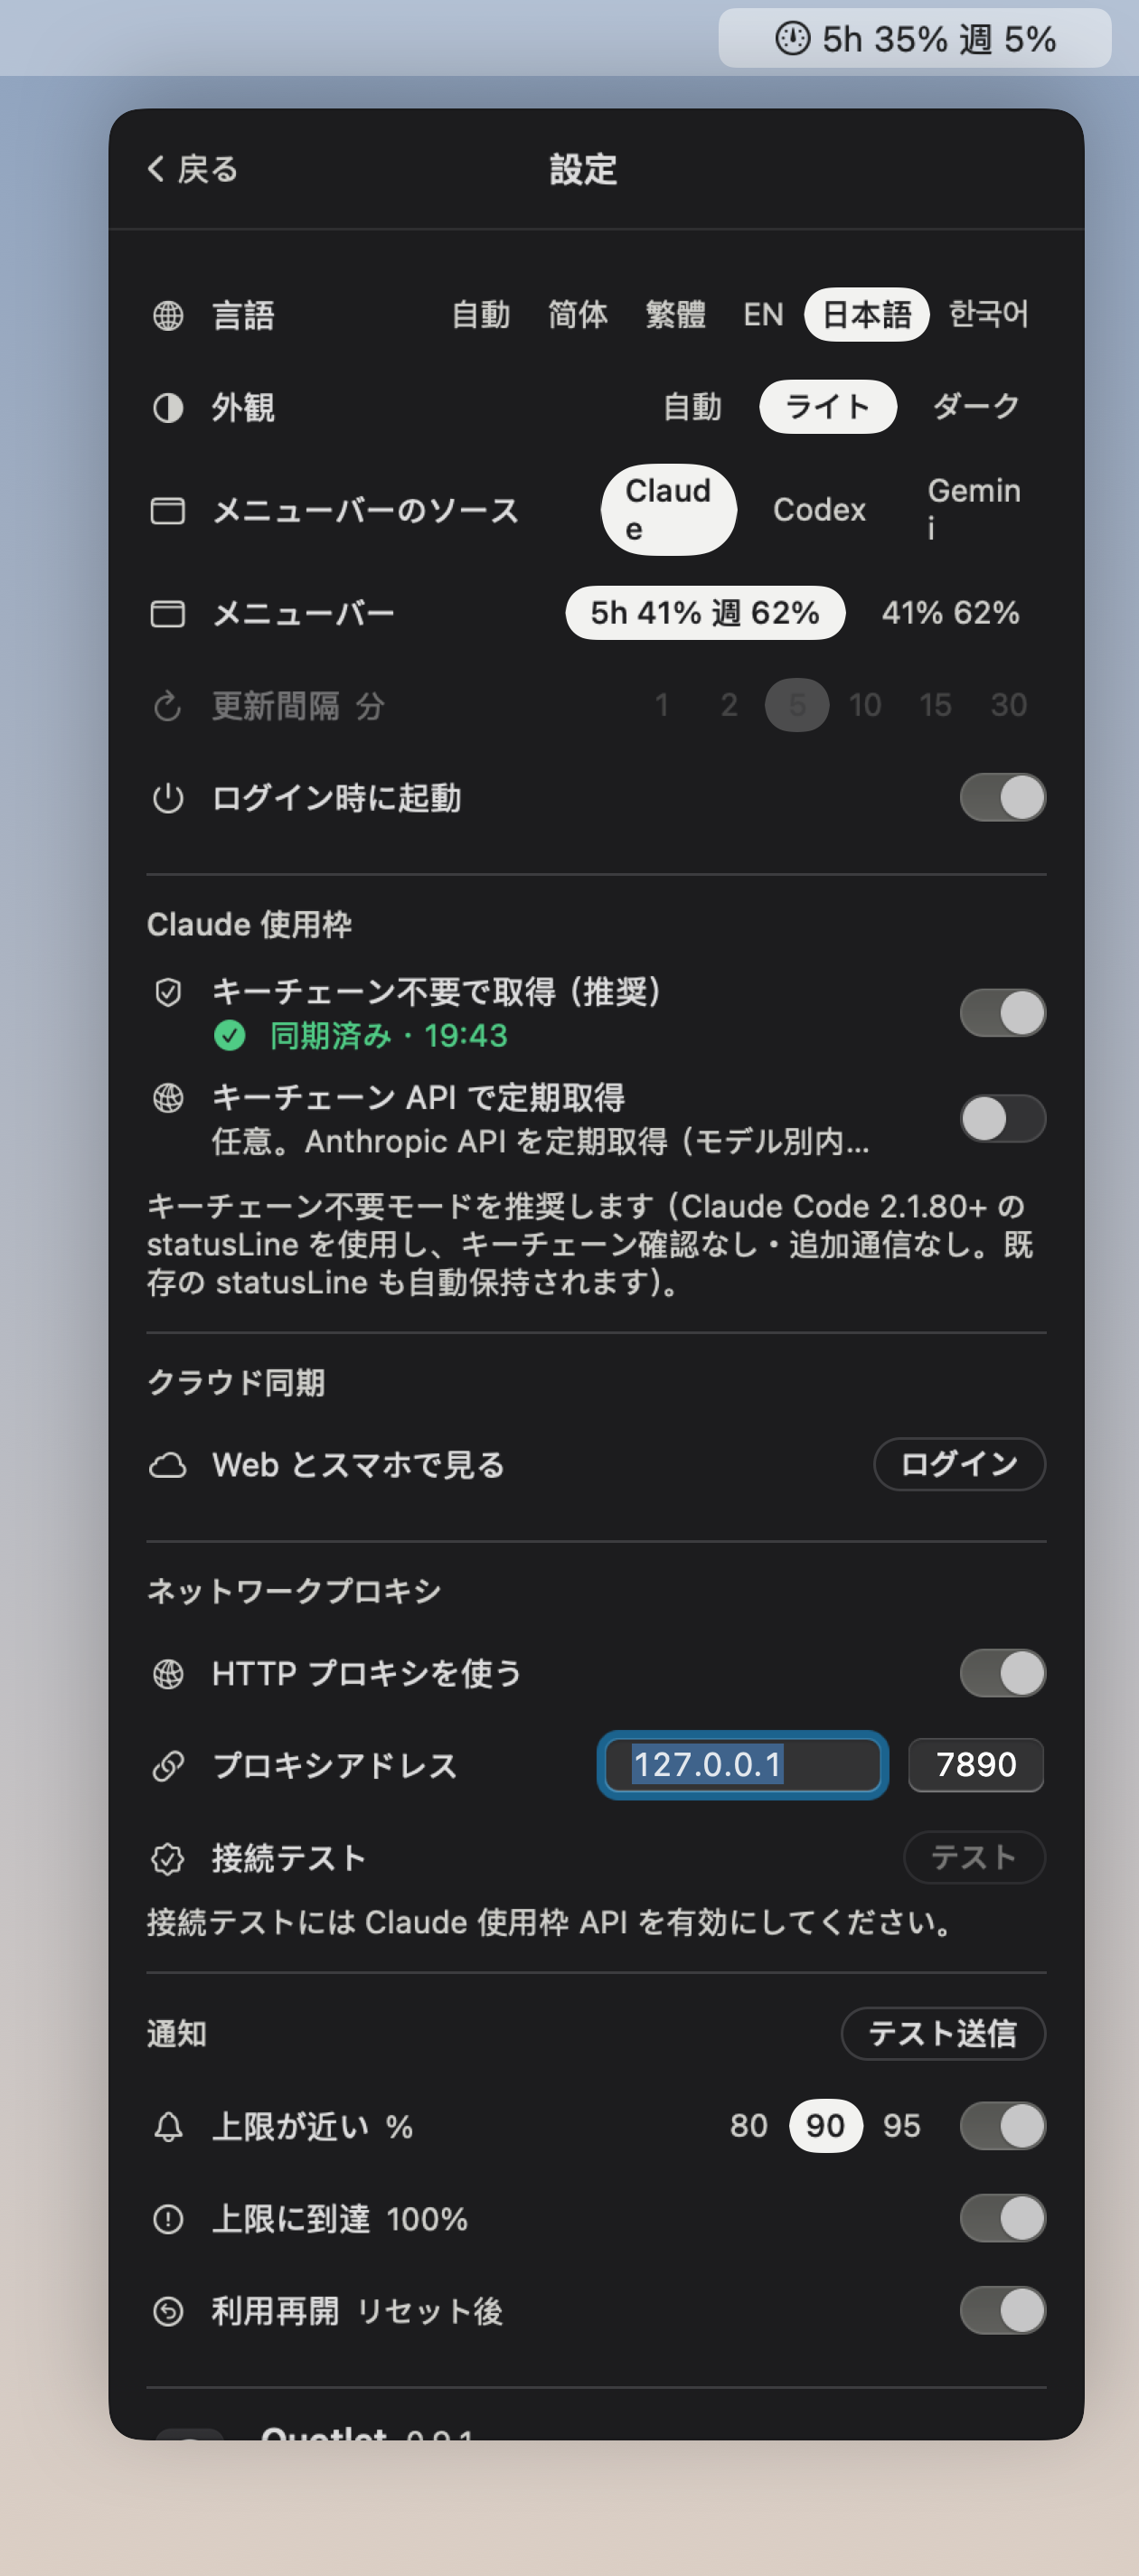 5h 35% 週 5%
戻る
設定
言語 自動 简体 繁體 EN 日本語 한국어
外観 自動 ライト ダーク
メニューバーのソース Claud
e Codex Gemin
i
メニューバー 5h 41% 週 62% 41% 62%
更新間隔 分 1 2 5 10 15 30
ログイン時に起動
Claude 使用枠
キーチェーン不要で取得（推奨）
同期済み · 19:43
キーチェーン API で定期取得
任意。Anthropic API を定期取得（モデル別内...
キーチェーン不要モードを推奨します（Claude Code 2.1.80+ の
statusLine を使用し、キーチェーン確認なし・追加通信なし。既
存の statusLine も自動保持されます）。
クラウド同期
Web とスマホで見る ログイン
ネットワークプロキシ
HTTP プロキシを使う
プロキシアドレス 127.0.0.1 7890
接続テスト テスト
接続テストには Claude 使用枠 API を有効にしてください。
通知 テスト送信
上限が近い % 80 90 95
上限に到達 100%
利用再開 リセット後